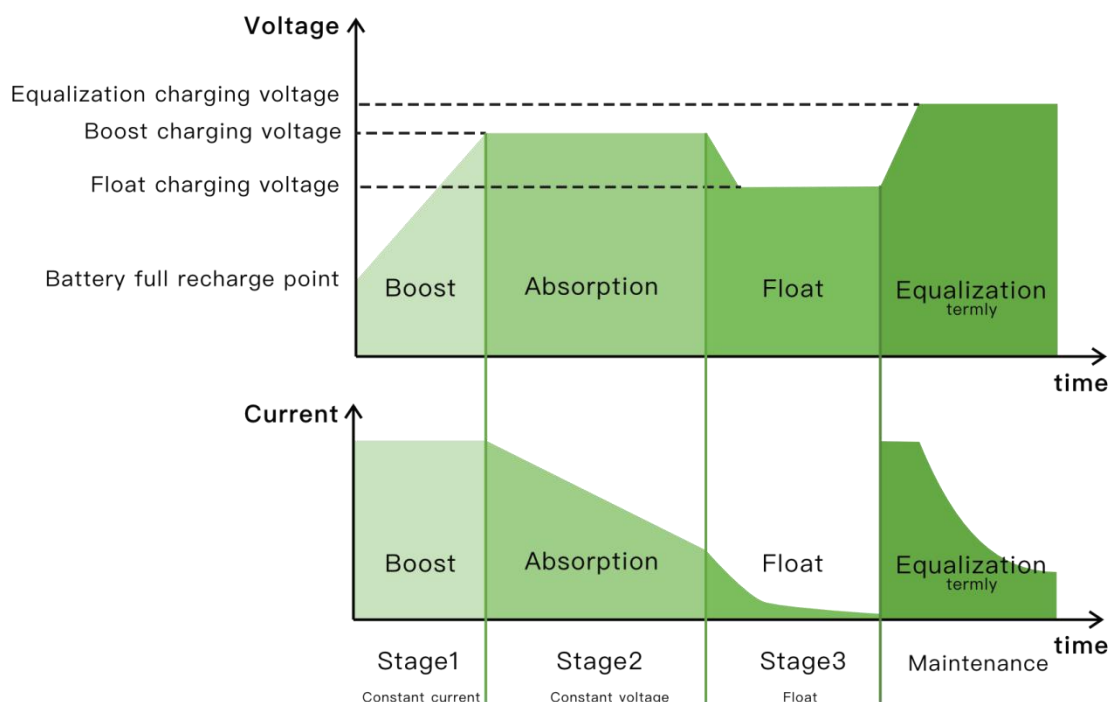 Voltage
Equalization charging voltage
Boost charging voltage
Float charging voltage
Battery full recharge point
Boost
Absorption
Float
Equalization
termly
time
Current
Boost
Absorption
Float
Equalization
termly
time
Stage1
Stage2
Stage3
Maintenance
Constant current
Constant voltage
Float